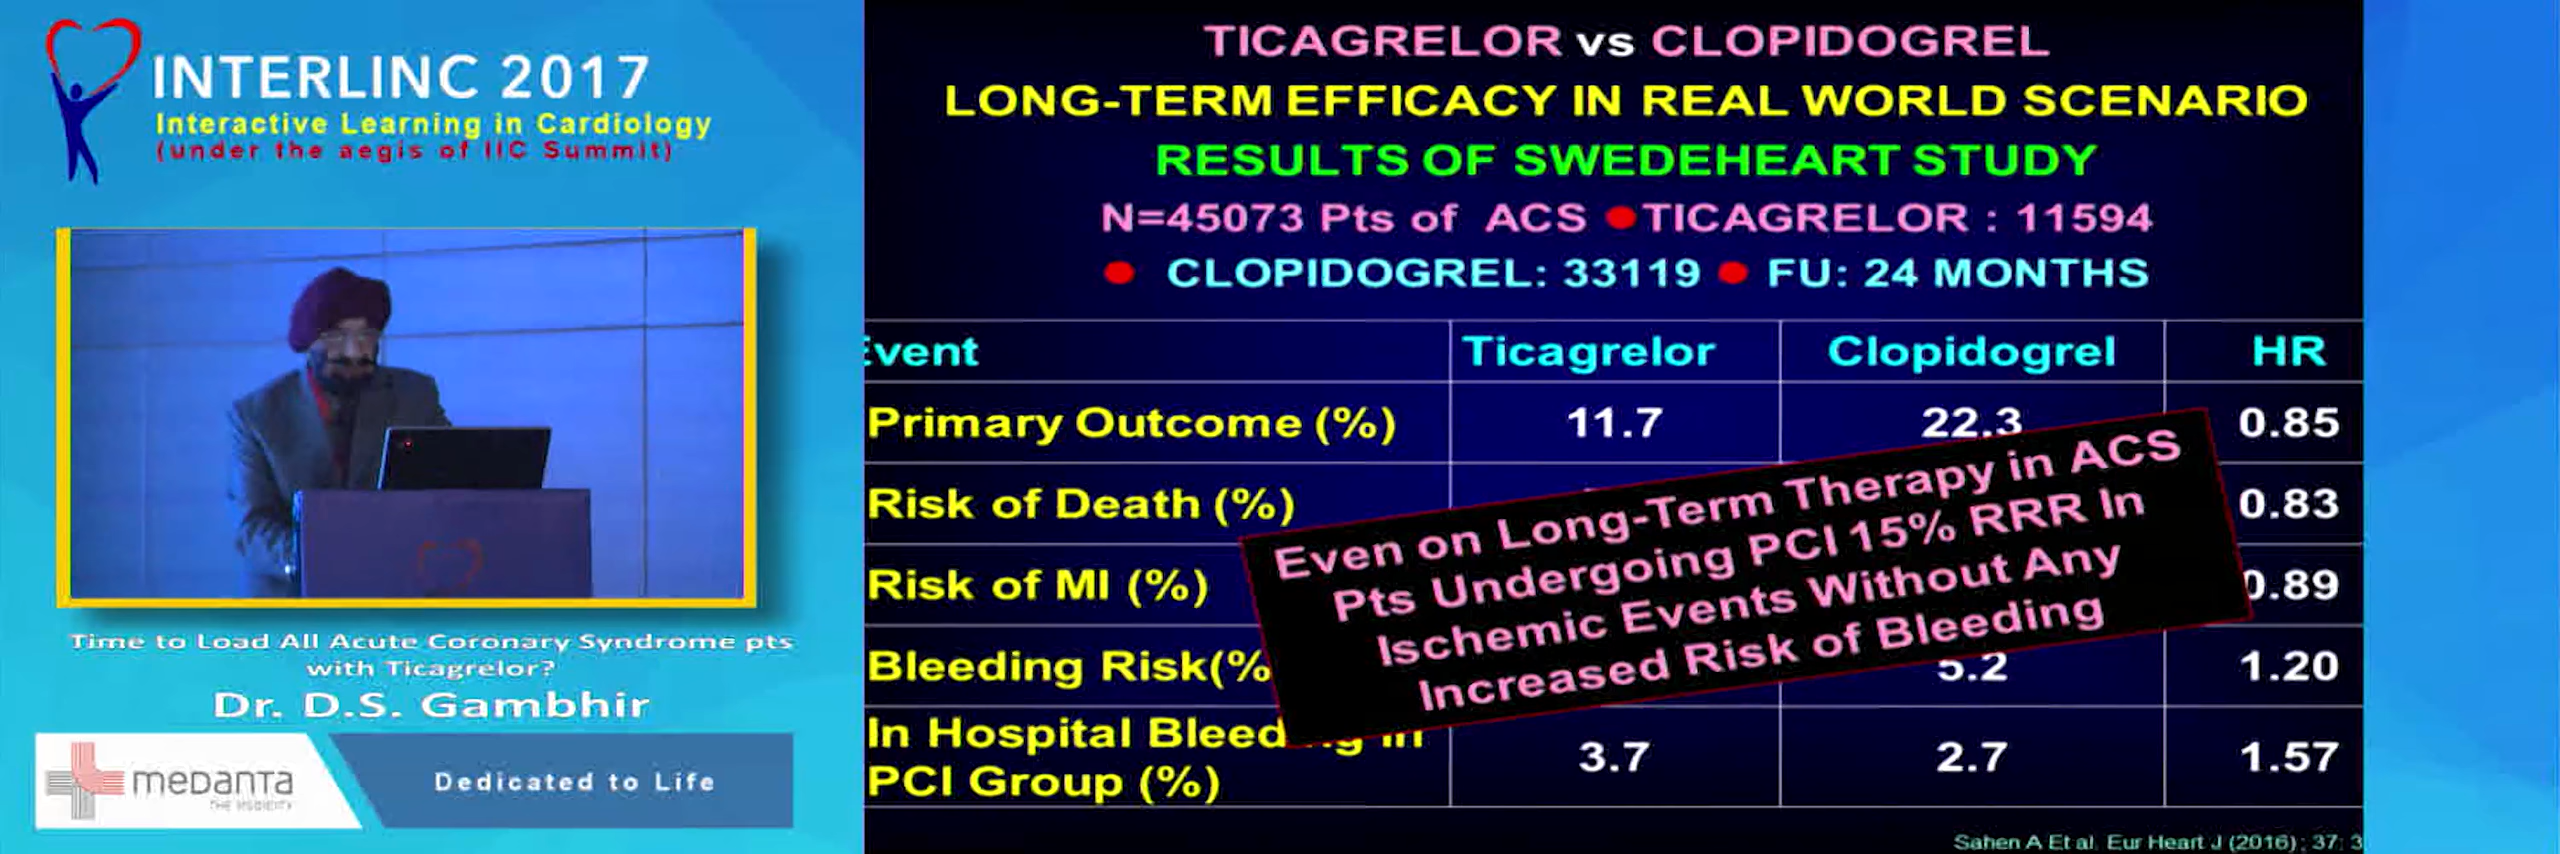 INTERLINC 2017
Interactive Learning in Cardiology
(under the aegis of IIC Summit)
Time to Load All Acute Coronary Syndrome pts
with Ticagrelor?
Dr. D.S. Gambhir
medanta
Dedicated to Life
TICAGRELOR vs CLOPIDOGREL
LONG-TERM EFFICACY IN REAL WORLD SCENARIO
RESULTS OF SWEDEHEART STUDY
N=45073 Pts of ACS ●TICAGRELOR : 11594
● CLOPIDOGREL: 33119 ● FU: 24 MONTHS
Event Ticagrelor Clopidogrel HR
Primary Outcome (%) 11.7 22.3 0.85
Risk of Death (%) 0.83
Risk of MI (%) 0.89
Bleeding Risk(% 5.2 1.20
In Hospital Bleeding in
PCI Group (%) 3.7 2.7 1.57
Even on Long-Term Therapy in ACS
Pts Undergoing PCI 15% RRR In
Ischemic Events Without Any
Increased Risk of Bleeding
Sahen A Et al. Eur Heart J (2016) ; 37: 3